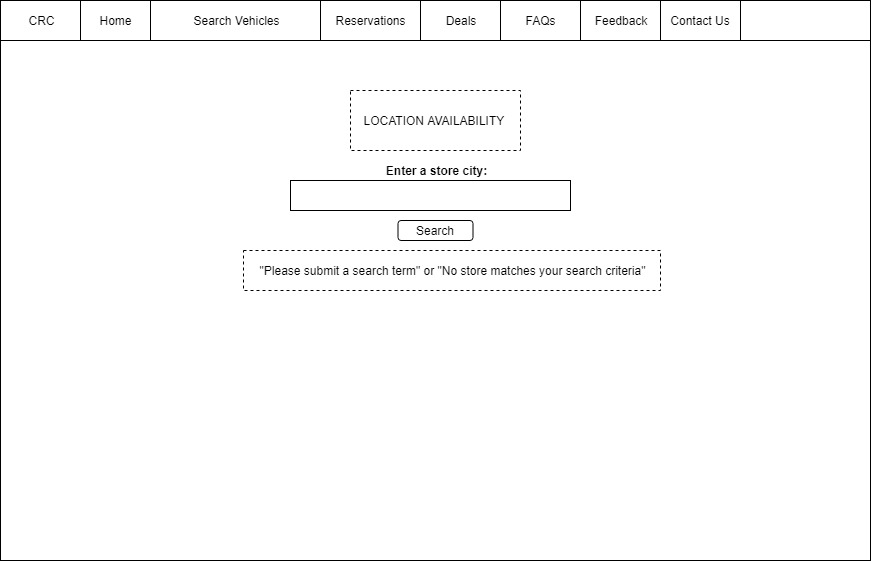 CRC Home Search Vehicles Reservations Deals FAQs Feedback Contact Us
LOCATION AVAILABILITY
Enter a store city:
Search
"Please submit a search term" or "No store matches your search criteria"